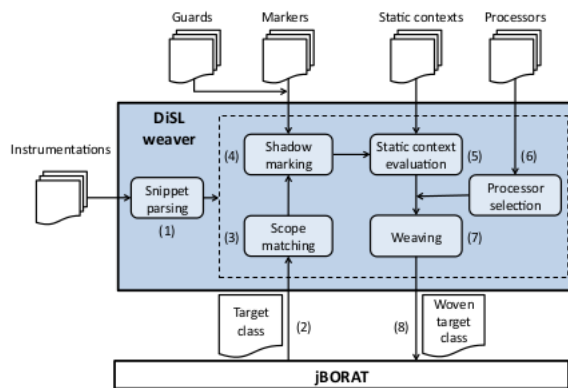 Guards
Markers
Static contexts
Processors
DiSL
weaver
Instrumentations
Snippet
parsing
(1)
(4)
Shadow
marking
Static context
evaluation
(5)
(6)
Processor
selection
(3)
Scope
matching
Weaving
(7)
Target
class
(2)
(8)
Woven
target
class
jBORAT